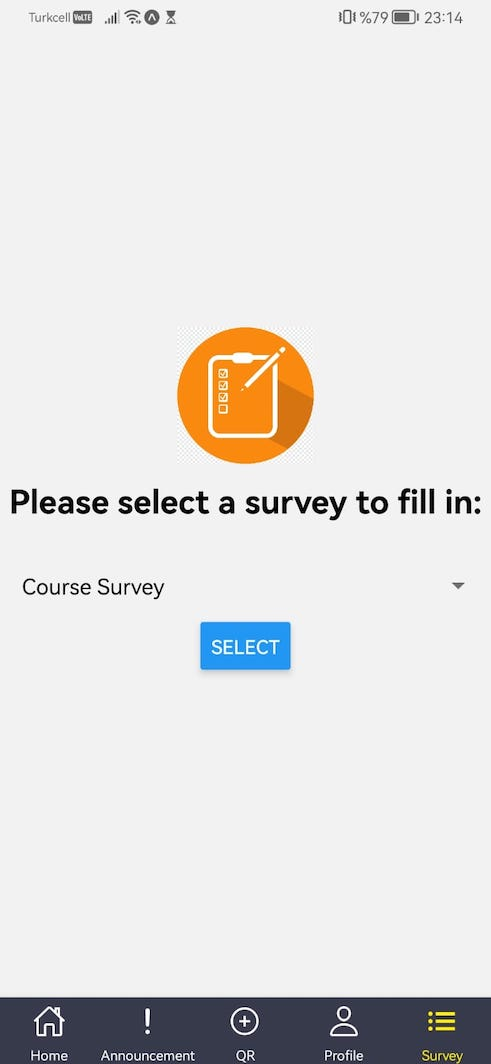 Turkcell VoLTE %79 23:14
Please select a survey to fill in:
Course Survey
SELECT
Home Announcement QR Profile Survey